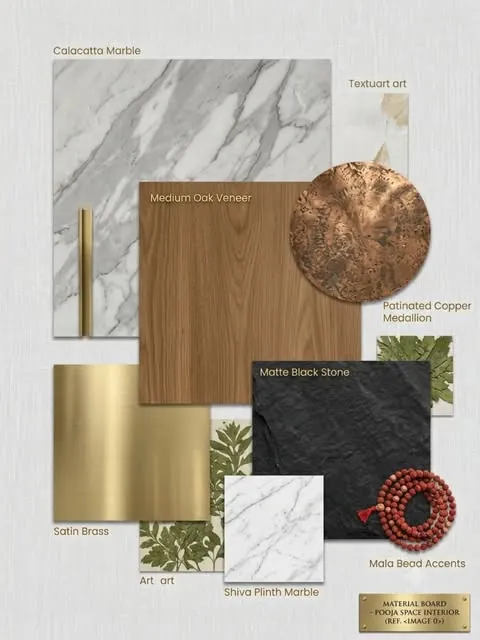 Calacatta Marble
Textuart art
Medium Oak Veneer
Patinated Copper
Medallion
Matte Black Stone
Satin Brass
Art art
Shiva Plinth Marble
Mala Bead Accents
MATERIAL BOARD
– POOJA SPACE INTERIOR
(REF. <IMAGE 0>)